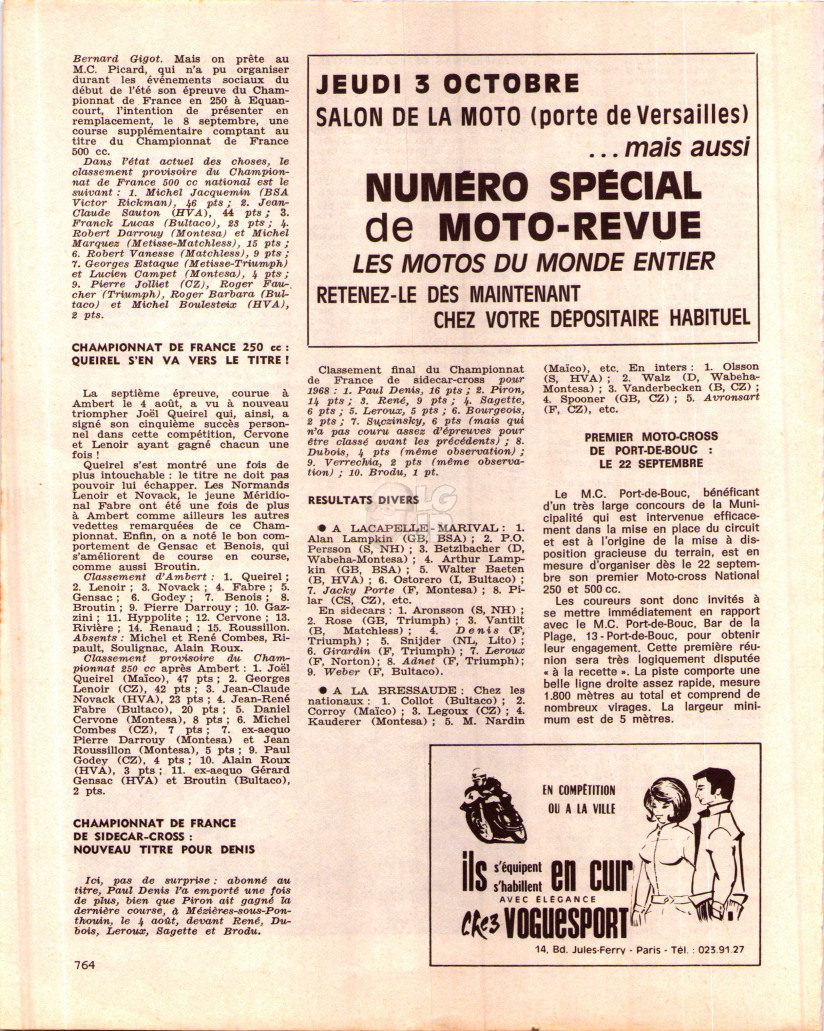 Bernard Gigot. Mais on prête au
M.C. Picard, qui n'a pu organiser
durant les événements sociaux du
début de l'été son épreuve du Cham-
pionnat de France en 250 à Equan-
court, l'intention de présenter en
remplacement, le 8 septembre, une
course supplémentaire comptant au
titre du Championnat de France
500 cc.
Dans l'état actuel des choses, le
classement provisoire du Champion-
nat de France 500 cc national est le
suivant : 1. Michel Jacquemin (BSA
Victor Rickman), 46 pts ; 2. Jean-
Claude Sauton (HVA), 44 pts ; 3.
Franck Lucas (Bultaco), 23 pts ; 4.
Robert Darrouy (Montesa) et Michel
Marquez (Metisse-Matchless), 15 pts ;
6. Robert Vanesse (Matchless), 9 pts ;
7. Georges Estaque (Metisse-Triumph)
et Lucien Campet (Montesa), 4 pts ;
9. Pierre Jolliet (CZ), Roger Fau-
cher (Triumph), Roger Barbara (Bul-
taco) et Michel Boulesteix (HVA),
2 pts.
CHAMPIONNAT DE FRANCE 250 cc :
QUEIREL S'EN VA VERS LE TITRE !
La septième épreuve, courue à
Ambert le 4 août, a vu à nouveau
triompher Joël Queirel qui, ainsi, a
signé son cinquième succès person-
nel dans cette compétition, Cervone
et Lenoir ayant gagné chacun une
fois !
Queirel s'est montré une fois de
plus intouchable : le titre ne doit pas
pouvoir lui échapper. Les Normands
Lenoir et Novack, le jeune Méridio-
nal Fabre ont été une fois de plus
à Ambert comme ailleurs les autres
vedettes remarquées de ce Cham-
pionnat. Enfin, on a noté le bon com-
portement de Gensac et Benois, qui
s'améliorent de course en course,
comme aussi Broutin.
Classement d'Ambert : 1. Queirel ;
2. Lenoir ; 3. Novack ; 4. Fabre ; 5.
Gensac ; 6. Godey ; 7. Benois ; 8.
Broutin ; 9. Pierre Darrouy ; 10. Gaz-
zini ; 11. Hyppolite ; 12. Cervone ; 13.
Rivière ; 14. Renaud ; 15. Roussillon.
Absents : Michel et René Combes, Ri-
pault, Soulignac, Alain Roux.
Classement provisoire du Cham-
pionnat 250 cc après Ambert : 1. Joël
Queirel (Maïco), 47 pts ; 2. Georges
Lenoir (CZ), 42 pts ; 3. Jean-Claude
Novack (HVA), 23 pts ; 4. Jean-René
Fabre (Bultaco), 20 pts ; 5. Daniel
Cervone (Montesa), 8 pts ; 6. Michel
Combes (CZ), 7 pts ; 7. ex-aequo
Pierre Darrouy (Montesa) et Jean
Roussillon (Montesa), 5 pts ; 9. Paul
Godey (CZ), 4 pts ; 10. Alain Roux
(HVA), 3 pts ; 11. ex-aequo Gérard
Gensac (HVA) et Broutin (Bultaco),
2 pts.
CHAMPIONNAT DE FRANCE
DE SIDECAR-CROSS :
NOUVEAU TITRE POUR DENIS
Ici, pas de surprise : abonné au
titre, Paul Denis l'a emporté une fois
de plus, bien que Piron ait gagné la
dernière course, à Mézières-sous-Pon-
thouin, le 4 août, devant René, Du-
bois, Leroux, Sagette et Brodu.
764
JEUDI 3 OCTOBRE
SALON DE LA MOTO (porte de Versailles)
... mais aussi
NUMÉRO SPÉCIAL
de MOTO-REVUE
LES MOTOS DU MONDE ENTIER
RETENEZ-LE DÈS MAINTENANT
CHEZ VOTRE DÉPOSITAIRE HABITUEL
Classement final du Championnat
de France de sidecar-cross pour
1968 : 1. Paul Denis, 16 pts ; 2. Piron,
14 pts ; 3. René, 9 pts ; 4. Sagette,
6 pts ; 5. Leroux, 5 pts ; 6. Bourgeois,
2 pts ; 7. Suczinsky, 6 pts (mais qui
n'a pas couru assez d'épreuves pour
être classé avant les précédents) ; 8.
Dubois, 4 pts (même observation) ;
9. Verrechia, 2 pts (même observa-
tion) ; 10. Brodu, 1 pt.
RESULTATS DIVERS
● A LACAPELLE-MARIVAL : 1.
Alan Lampkin (GB, BSA) ; 2. P.O.
Persson (S, NH) ; 3. Betzlbacher (D,
Wabeha-Montesa) ; 4. Arthur Lamp-
kin (GB, BSA) ; 5. Walter Baeten
(B, HVA) ; 6. Ostorero (I, Bultaco) ;
7. Jacky Porte (F, Montesa) ; 8. Pi-
lar (CS, CZ), etc.
En sidecars : 1. Aronsson (S, NH) ;
2. Rose (GB, Triumph) ; 3. Vantilt
(B, Matchless) ; 4. Denis (F,
Triumph) ; 5. Snijder (NL, Lito) ;
6. Girardin (F, Triumph) ; 7. Leroux
(F, Norton) ; 8. Adnet (F, Triumph) ;
9. Weber (F, Bultaco).
● A LA BRESSAUDE : Chez les
nationaux : 1. Collot (Bultaco) ; 2.
Corroy (Maïco) ; 3. Legoux (CZ) ; 4.
Kauderer (Montesa) ; 5. M. Nardin
(Maïco), etc. En inters : 1. Olsson
(S, HVA) ; 2. Walz (D, Wabeha-
Montesa) ; 3. Vanderbecken (B, CZ) ;
4. Spooner (GB, CZ) ; 5. Avronsart
(F, CZ), etc.
PREMIER MOTO-CROSS
DE PORT-DE-BOUC :
LE 22 SEPTEMBRE
Le M.C. Port-de-Bouc, bénéficiant
d'un très large concours de la Muni-
cipalité qui est intervenue efficace-
ment dans la mise en place du circuit
et est à l'origine de la mise à dis-
position gracieuse du terrain, est en
mesure d'organiser dès le 22 septem-
bre son premier Moto-cross National
250 et 500 cc.
Les coureurs sont donc invités à
se mettre immédiatement en rapport
avec le M.C. Port-de-Bouc, Bar de la
Plage, 13 - Port-de-Bouc, pour obtenir
leur engagement. Cette première réu-
nion sera très logiquement disputée
« à la recette ». La piste comporte une
belle ligne droite assez rapide, mesure
1.800 mètres au total et comprend de
nombreux virages. La largeur mini-
mum est de 5 mètres.
EN COMPÉTITION
OU A LA VILLE
ils s'équipent
s'habillent en cuir
AVEC ELÉGANCE
chez VOGUESPORT
14, Bd. Jules-Ferry - Paris - Tél. : 023.91.27